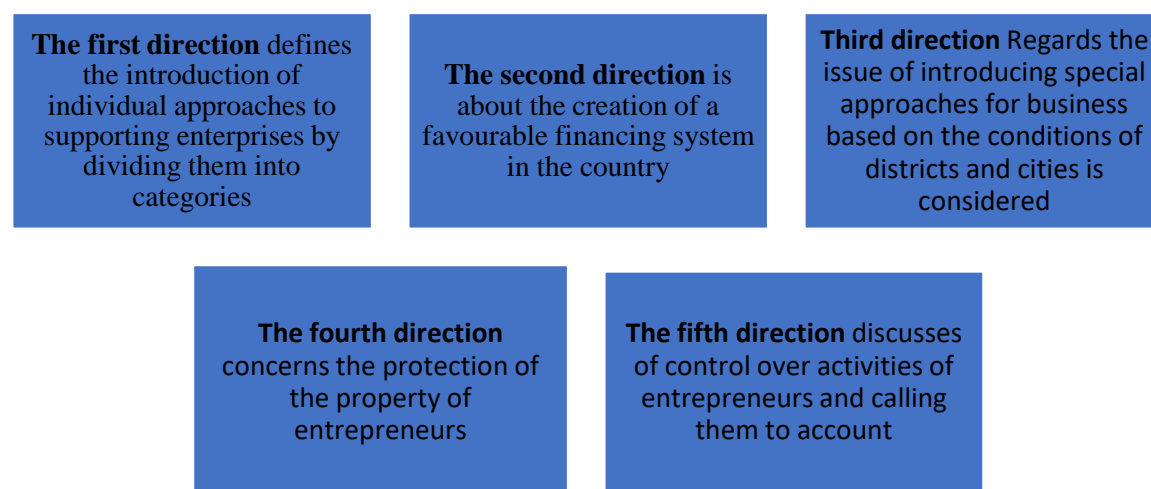 The first direction defines
the introduction of
individual approaches to
supporting enterprises by
dividing them into
categories
The second direction is
about the creation of a
favourable financing system
in the country
Third direction Regards the
issue of introducing special
approaches for business
based on the conditions of
districts and cities is
considered
The fourth direction
concerns the protection of
the property of
entrepreneurs
The fifth direction discusses
of control over activities of
entrepreneurs and calling
them to account